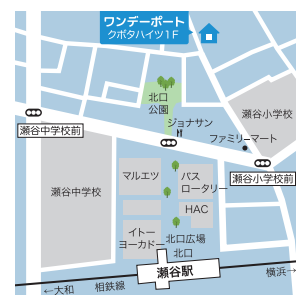 ワンデーポート
クボタハイツ1F
北口
公園
瀬谷小学校
ジョナサン
ファミリーマート
瀬谷中学校前
瀬谷小学校前
瀬谷中学校
マルエツ
バス
ロータリー
HAC
イトー
ヨーカドー
北口広場
北口
瀬谷駅
横浜→
←大和
相鉄線